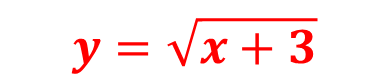 y = √(x + 3)